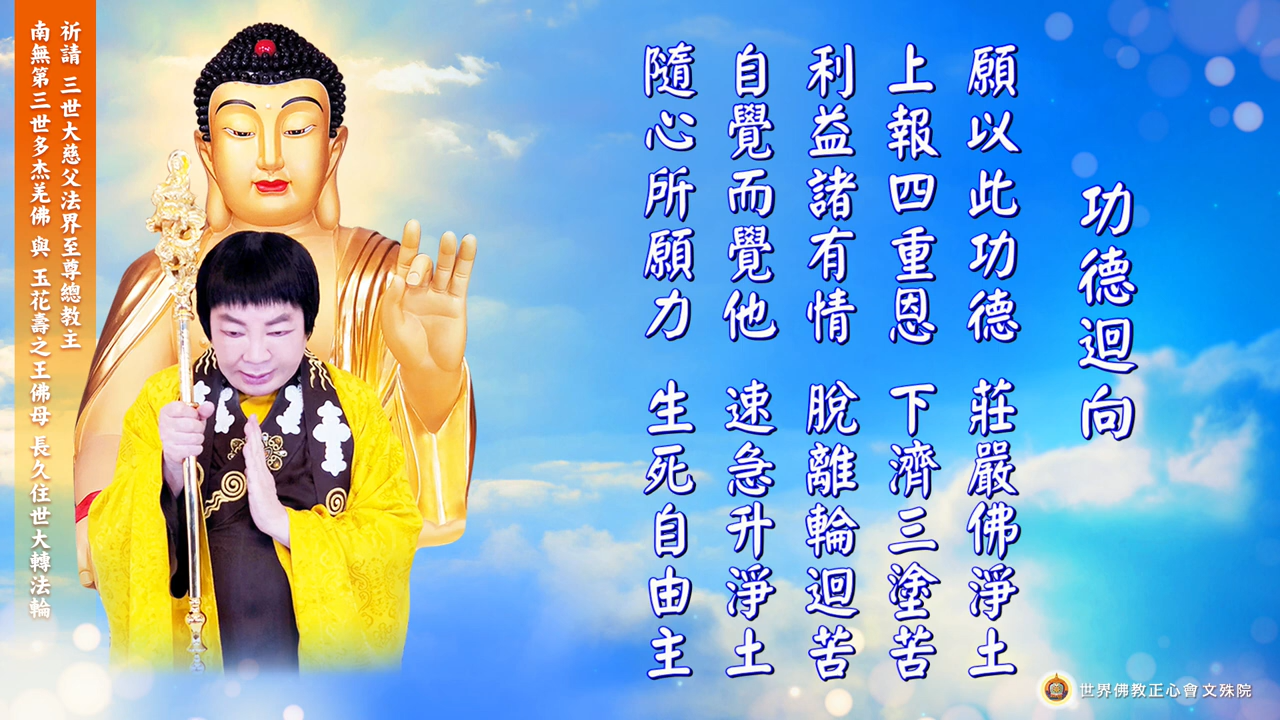 功德迴向
願以此功德 莊嚴佛淨土
上報四重恩 下濟三塗苦
利益諸有情 脫離輪迴苦
自覺而覺他 速急升淨土
隨心所願力 生死自由主
祈請 三世大慈父法界至尊總教主
南無第三世多杰羌佛 與 玉花壽之王佛母 長久住世大轉法輪
世界佛教正心會文殊院